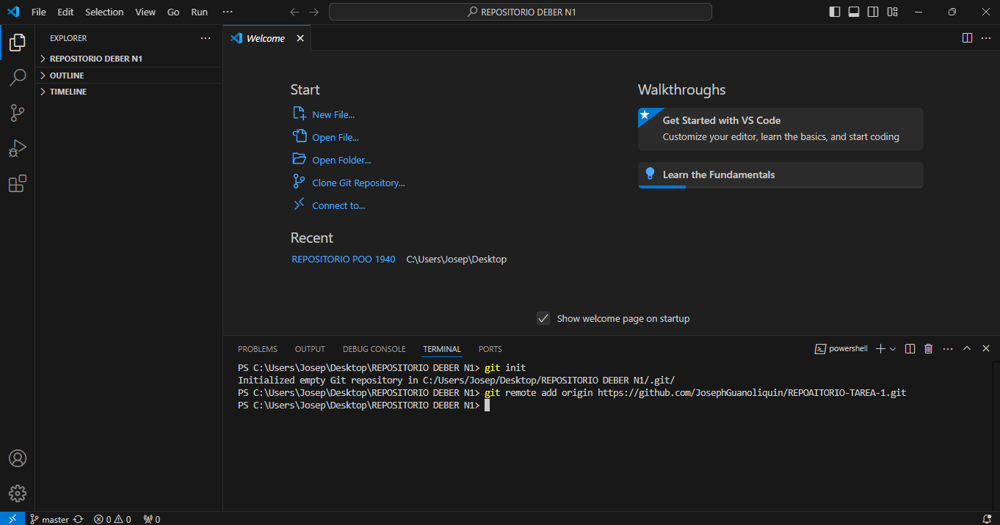 File Edit Selection View Go Run ···
REPOSITORIO DEBER N1
EXPLORER
REPOSITORIO DEBER N1
OUTLINE
TIMELINE
Welcome
Start
New File...
Open File...
Open Folder...
Clone Git Repository...
Connect to...
Recent
REPOSITORIO POO 1940 C:\Users\Josep\Desktop
Walkthroughs
Get Started with VS Code
Customize your editor, learn the basics, and start coding
Learn the Fundamentals
Show welcome page on startup
PROBLEMS OUTPUT DEBUG CONSOLE TERMINAL PORTS
powershell
PS C:\Users\Josep\Desktop\REPOSITORIO DEBER N1> git init
Initialized empty Git repository in C:/Users/Josep/Desktop/REPOSITORIO DEBER N1/.git/
PS C:\Users\Josep\Desktop\REPOSITORIO DEBER N1> git remote add origin https://github.com/JosephGuanoliquin/REPOAITORIO-TAREA-1.git
PS C:\Users\Josep\Desktop\REPOSITORIO DEBER N1>
master 0 0 0